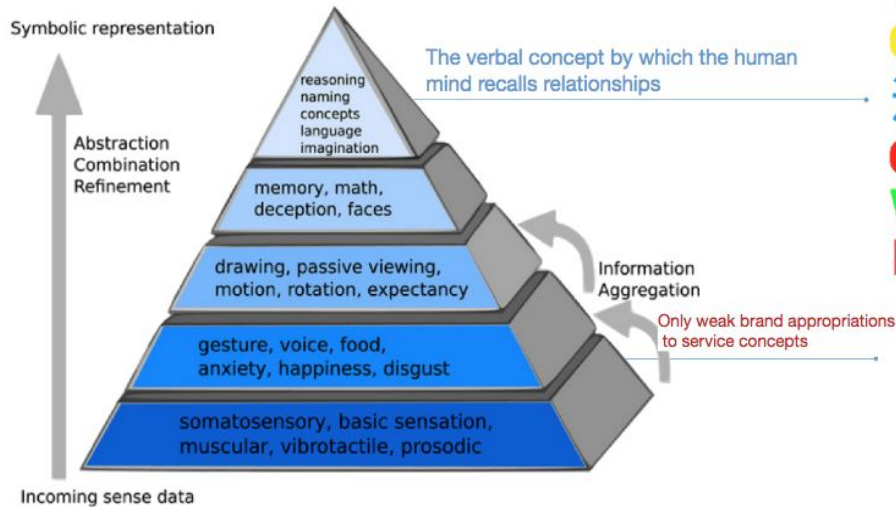 Symbolic representation
The verbal concept by which the human
mind recalls relationships
reasoning
naming
concepts
language
imagination
Abstraction
Combination
Refinement
memory, math,
deception, faces
drawing, passive viewing,
motion, rotation, expectancy
Information
Aggregation
Only weak brand appropriations
to service concepts
gesture, voice, food,
anxiety, happiness, disgust
somatosensory, basic sensation,
muscular, vibrotactile, prosodic
Incoming sense data